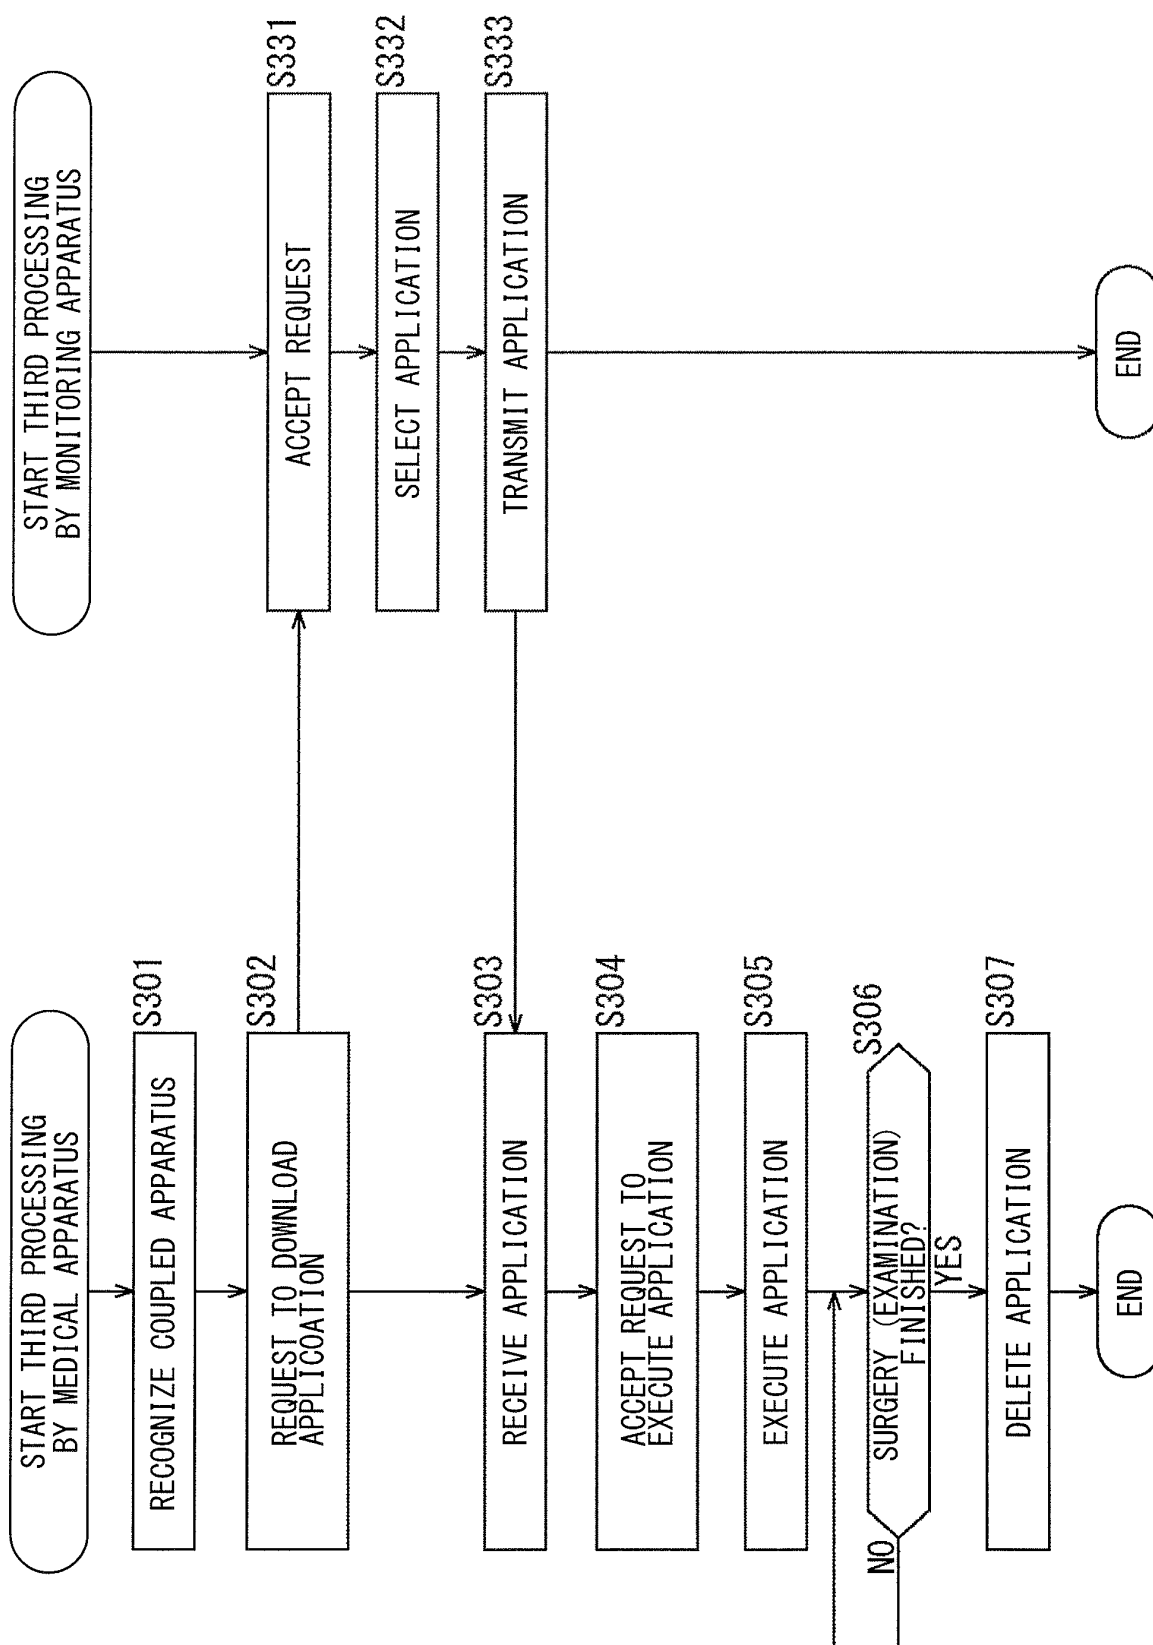 START THIRD PROCESSING
BY MEDICAL APPARATUS
S301
RECOGNIZE COUPLED APPARATUS
S302
REQUEST TO DOWNLOAD
APPLICOATION
S303
RECEIVE APPLICATION
S304
ACCEPT REQUEST TO
EXECUTE APPLICATION
S305
EXECUTE APPLICATION
S306
SURGERY (EXAMINATION)
FINISHED?
NO
YES
S307
DELETE APPLICATION
END
START THIRD PROCESSING
BY MONITORING APPARATUS
S331
ACCEPT REQUEST
S332
SELECT APPLICATION
S333
TRANSMIT APPLICATION
END